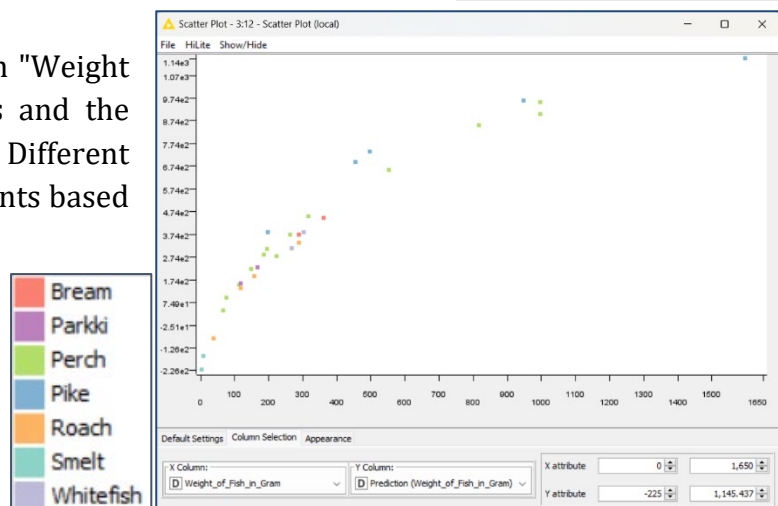 Scatter Plot - 3:12 - Scatter Plot (local)
File HiLite Show/Hide
n "Weight
s and the
Different
nts based
1.14e3
1.07e3
9.74e2
8.74e2
7.74e2
6.74e2
5.74e2
4.74e2
3.74e2
2.74e2
1.74e2
7.49e1
-2.51e1
-1.26e2
-2.26e2
0 100 200 300 400 500 600 700 800 900 1000 1100 1200 1300 1400 1500 1650
Bream
Parkki
Perch
Pike
Roach
Smelt
Whitefish
Default Settings Column Selection Appearance
X Column: Y Column:
D Weight_of_Fish_in_Gram D Prediction (Weight_of_Fish_in_Gram)
X attribute 0 1,650
Y attribute -225 1,145.437